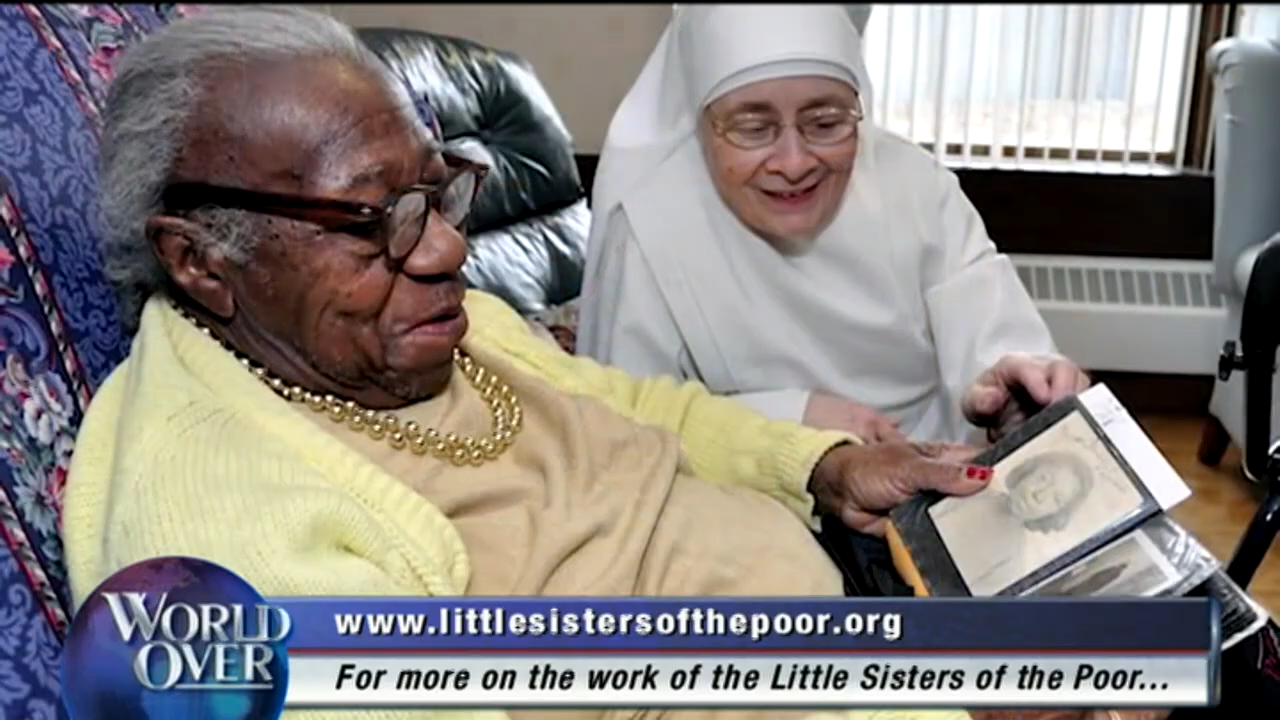 WORLD
OVER
www.littlesistersofthepoor.org
For more on the work of the Little Sisters of the Poor...